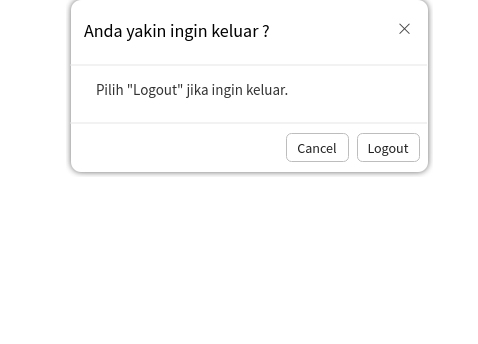 Anda yakin ingin keluar ?
Pilih "Logout" jika ingin keluar.
Cancel
Logout